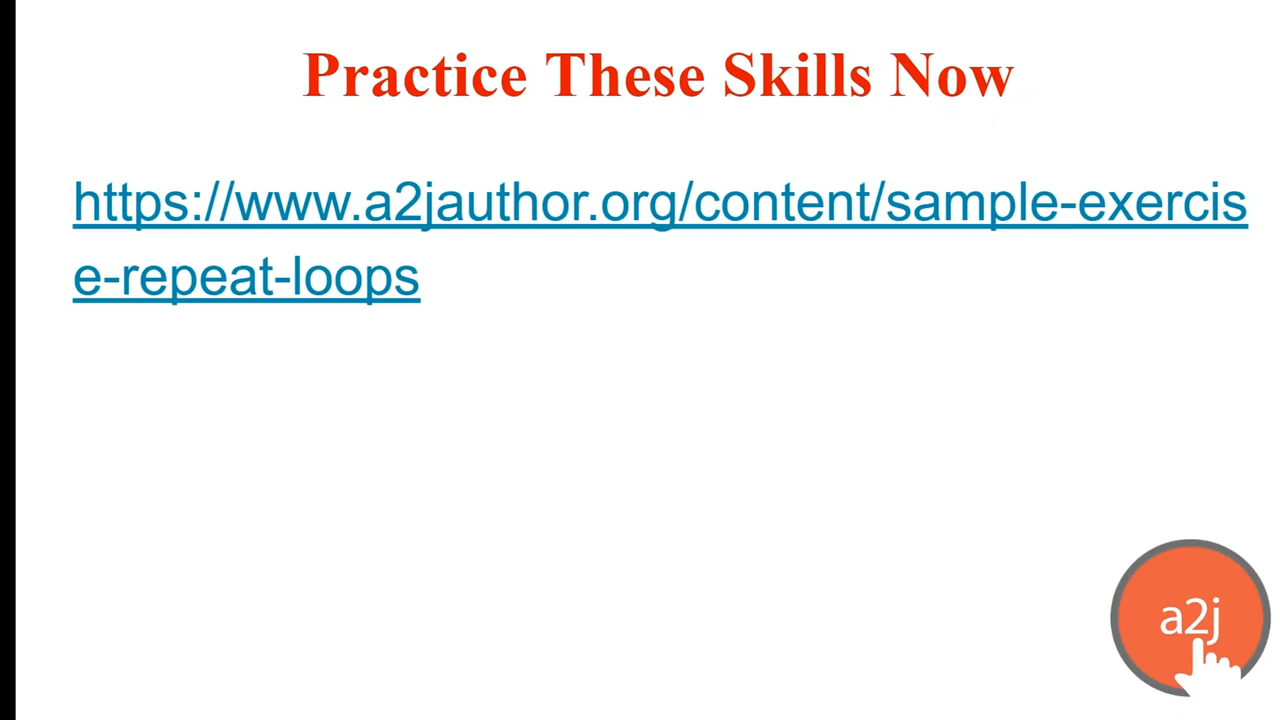 Practice These Skills Now
https://www.a2jauthor.org/content/sample-exercis
e-repeat-loops
a2j